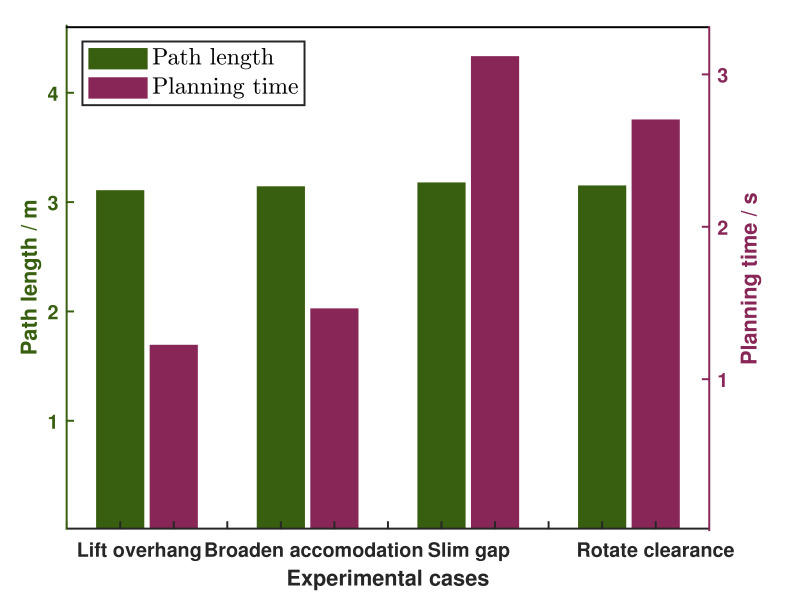 Path length
Planning time
4
3
2
1
Path length / m
3
2
1
Planning time / s
Lift overhang Broaden accomodation Slim gap Rotate clearance
Experimental cases